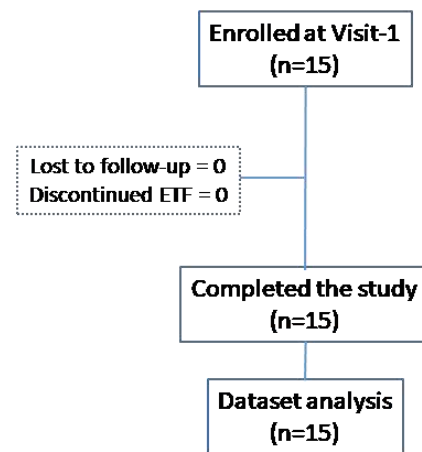 Enrolled at Visit-1
(n=15)
Lost to follow-up = 0
Discontinued ETF = 0
Completed the study
(n=15)
Dataset analysis
(n=15)